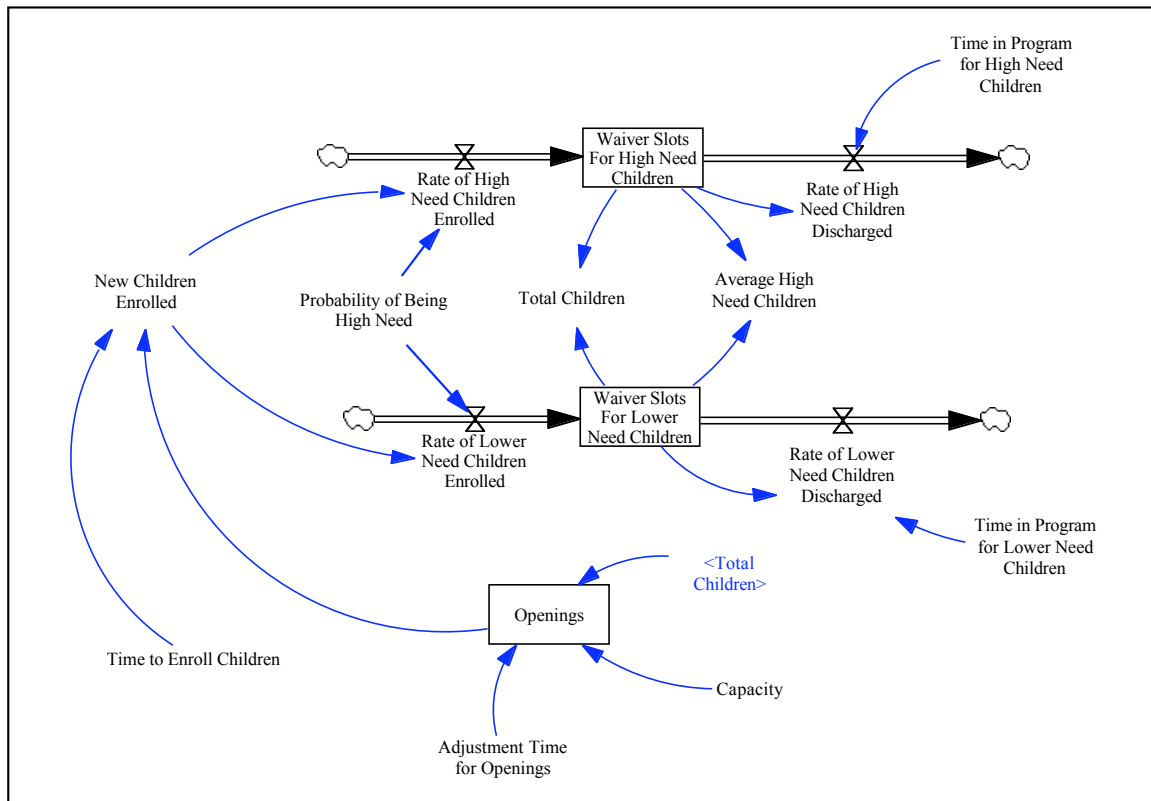 Time in Program
for High Need
Children
Waiver Slots
For High Need
Children
Rate of High
Need Children
Enrolled
Rate of High
Need Children
Discharged
New Children
Enrolled
Probability of Being
High Need
Total Children
Average High
Need Children
Waiver Slots
For Lower
Need Children
Rate of Lower
Need Children
Enrolled
Rate of Lower
Need Children
Discharged
Time in Program
for Lower Need
Children
<Total
Children>
Openings
Time to Enroll Children
Capacity
Adjustment Time
for Openings